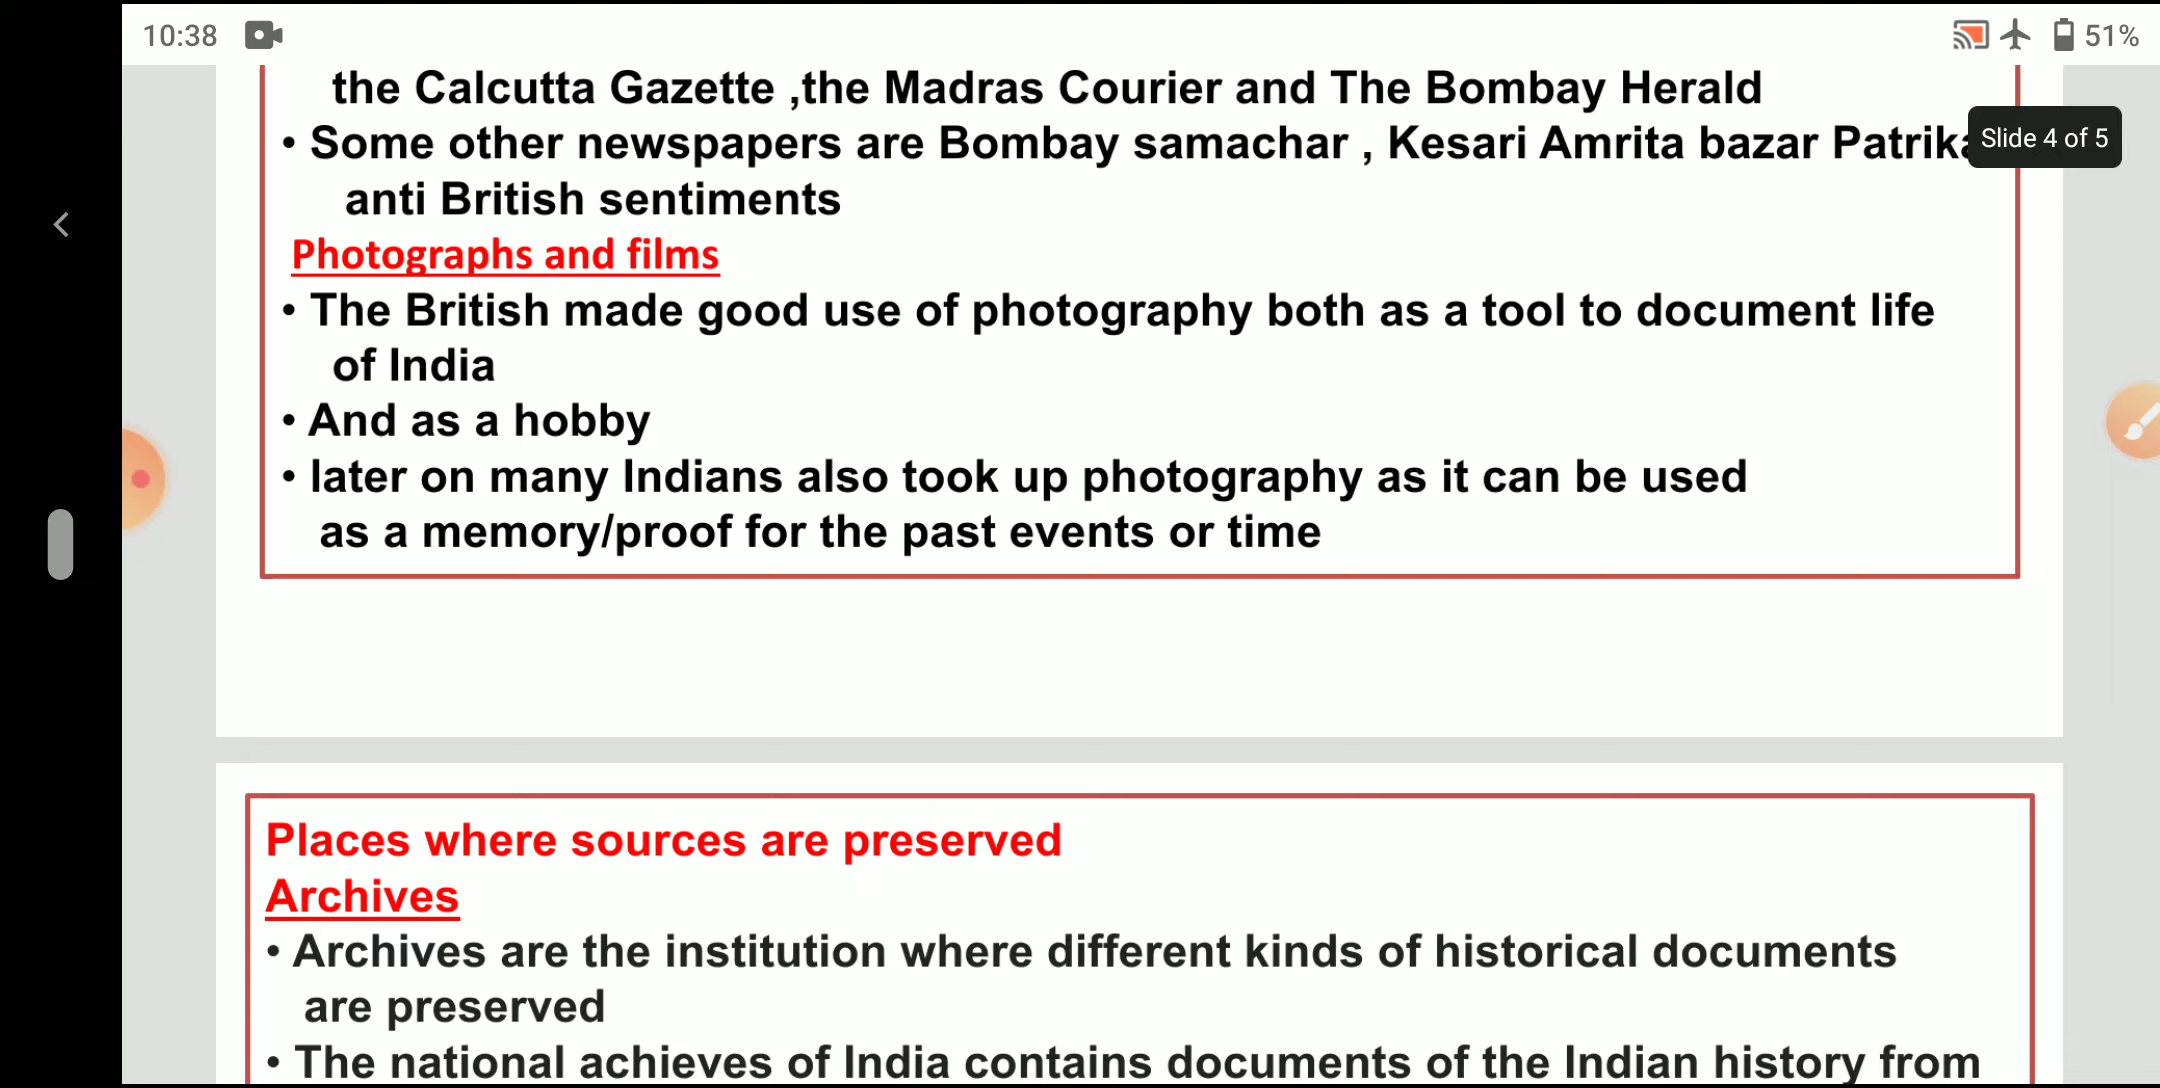 10:38
51%
the Calcutta Gazette ,the Madras Courier and The Bombay Herald
Slide 4 of 5
• Some other newspapers are Bombay samachar , Kesari Amrita bazar Patrika
anti British sentiments
Photographs and films
• The British made good use of photography both as a tool to document life
of India
• And as a hobby
• later on many Indians also took up photography as it can be used
as a memory/proof for the past events or time
Places where sources are preserved
Archives
• Archives are the institution where different kinds of historical documents
are preserved
• The national achieves of India contains documents of the Indian history from